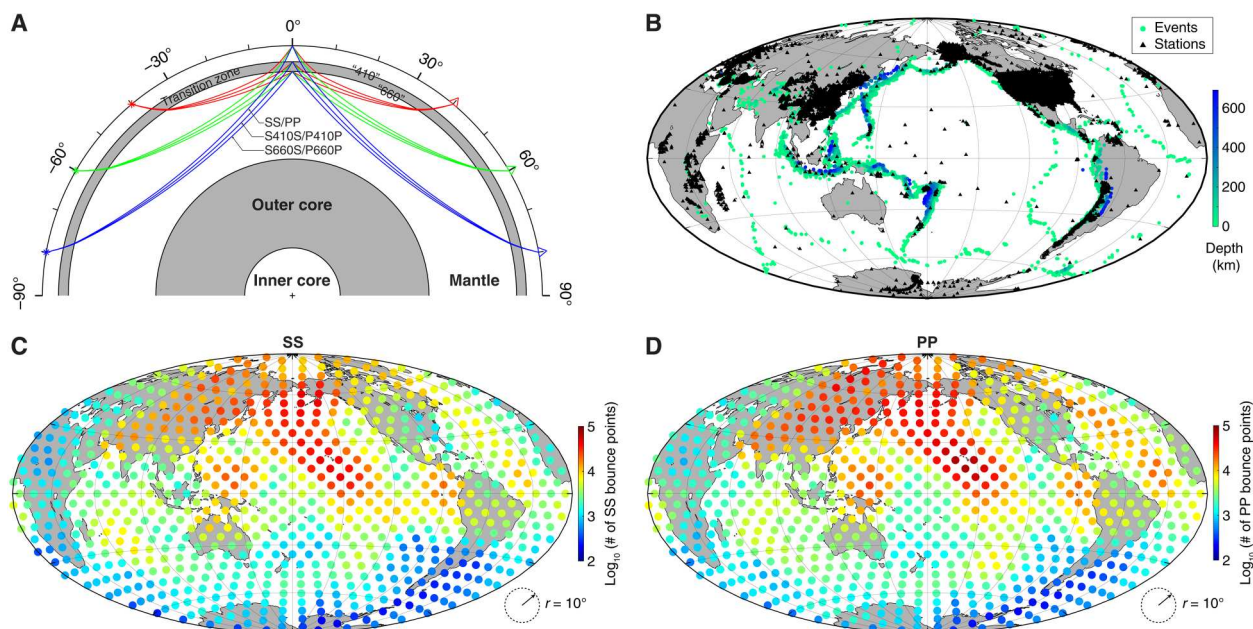 A
0°
−30°
30°
−60°
60°
−90°
90°
Transition zone
"410"
"660"
SS/PP
S410S/P410P
S660S/P660P
Outer core
Inner core
Mantle
B
Events
Stations
600
400
200
0
Depth
(km)
C
SS
5
4
3
2
Log10 (# of SS bounce points)
r = 10°
D
PP
5
4
3
2
Log10 (# of PP bounce points)
r = 10°